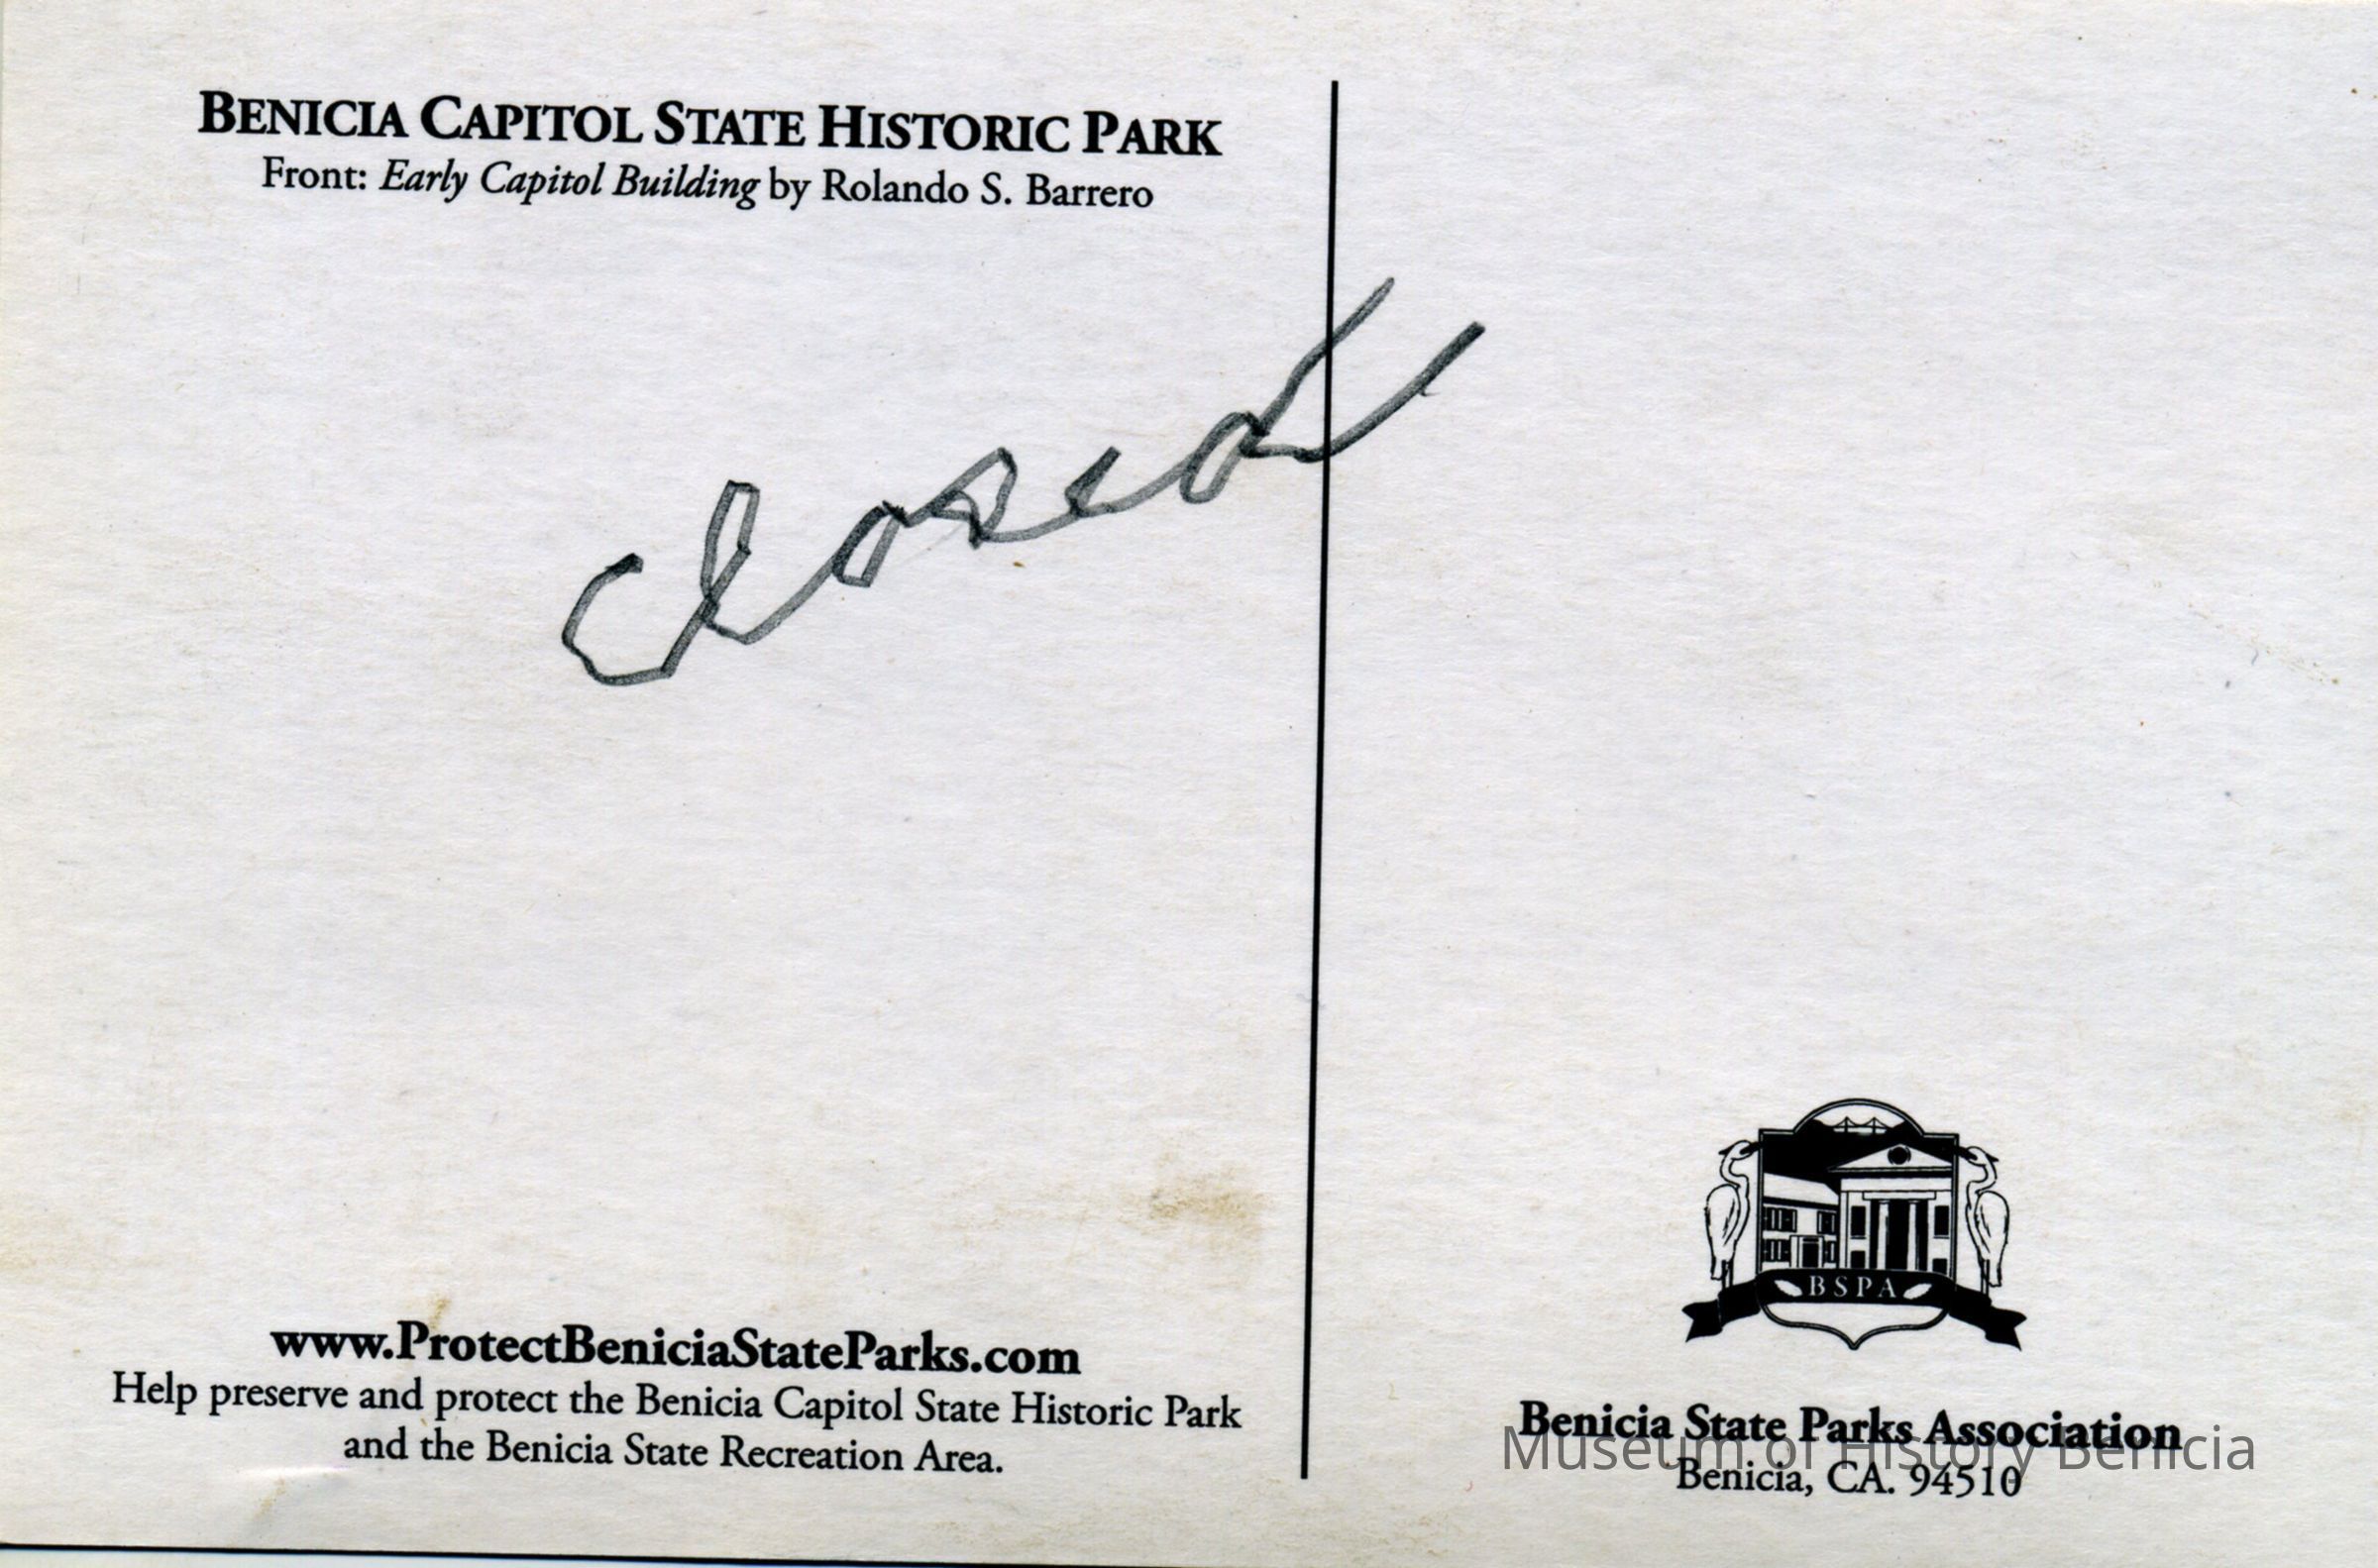 BENICIA CAPITOL STATE HISTORIC PARK
Front: Early Capitol Building by Rolando S. Barrero
www.ProtectBeniciaStateParks.com
Help preserve and protect the Benicia Capitol State Historic Park
and the Benicia State Recreation Area.
BSPA
Benicia State Parks Association
Museum of History Benicia
Benicia, CA. 94510